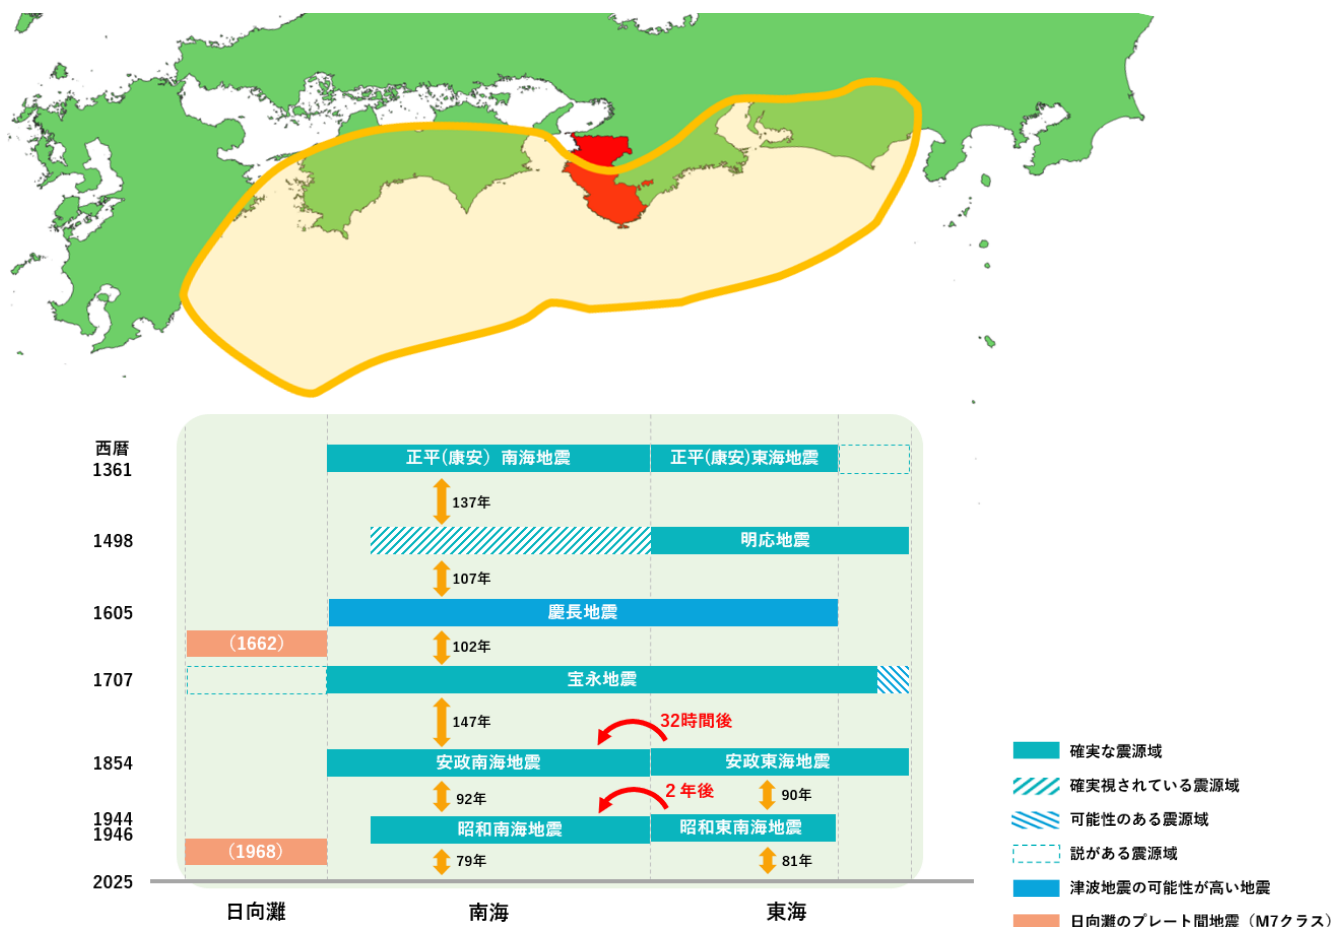 西暦
1361
正平(康安）南海地震
正平(康安)東海地震
137年
1498
明応地震
107年
1605
慶長地震
（1662）
102年
1707
宝永地震
147年
32時間後
1854
安政南海地震
安政東海地震
92年
2年後
90年
1944
1946
昭和南海地震
昭和東南海地震
（1968）
79年
81年
2025
日向灘
南海
東海
確実な震源域
確実視されている震源域
可能性のある震源域
説がある震源域
津波地震の可能性が高い地震
日向灘のプレート間地震（M7クラス）